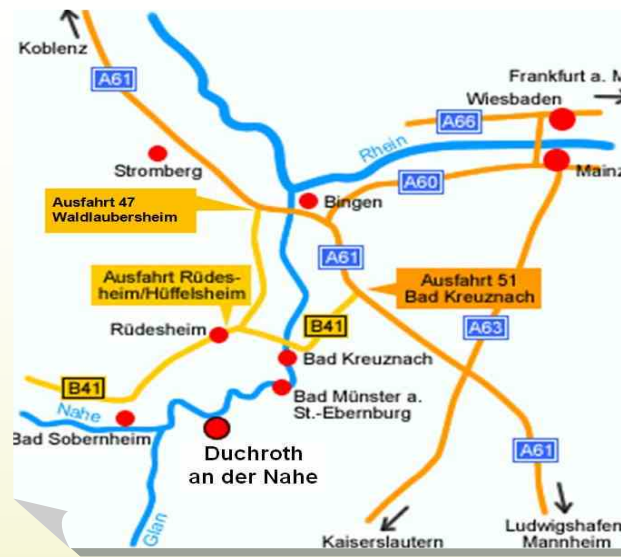 Koblenz
Frankfurt a. M
A61
Wiesbaden
A66
Rhein
Stromberg
Mainz
A60
Ausfahrt 47
Waldlaubersheim
Bingen
A61
Ausfahrt Rüdes-
heim/Hüffelsheim
Ausfahrt 51
Bad Kreuznach
Rüdesheim
B41
A63
Bad Kreuznach
B41
Bad Münster a.
St.-Ebernburg
Nahe
Bad Sobernheim
Duchroth
an der Nahe
A61
Glan
Kaiserslautern
Ludwigshafen
Mannheim